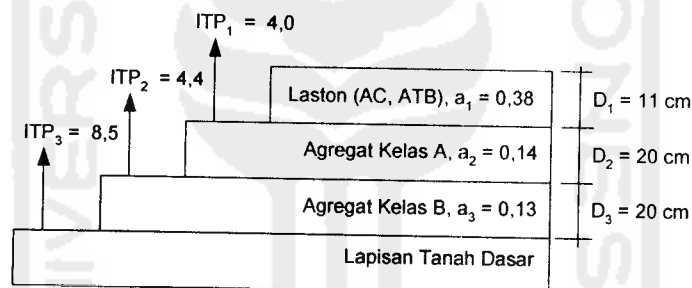 ITP₁ = 4,0
ITP₂ = 4,4
Laston (AC, ATB), a₁ = 0,38
D₁ = 11 cm
ITP₃ = 8,5
Agregat Kelas A, a₂ = 0,14
D₂ = 20 cm
Agregat Kelas B, a₃ = 0,13
D₃ = 20 cm
Lapisan Tanah Dasar